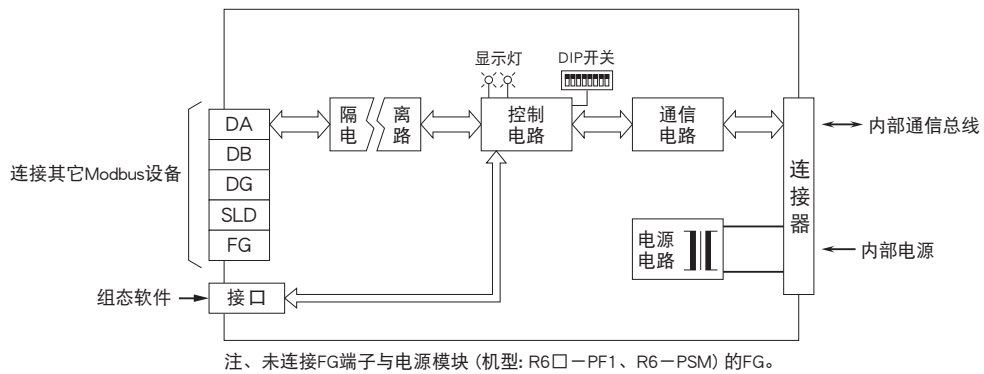 显示灯
DIP开关
隔 离
电 路
控制
电路
通信
电路
连接器
内部通信总线
连接其它Modbus设备
DA
DB
DG
SLD
FG
电源
电路
内部电源
组态软件
接口
注、未连接FG端子与电源模块 (机型: R6□－PF1、R6－PSM) 的FG。